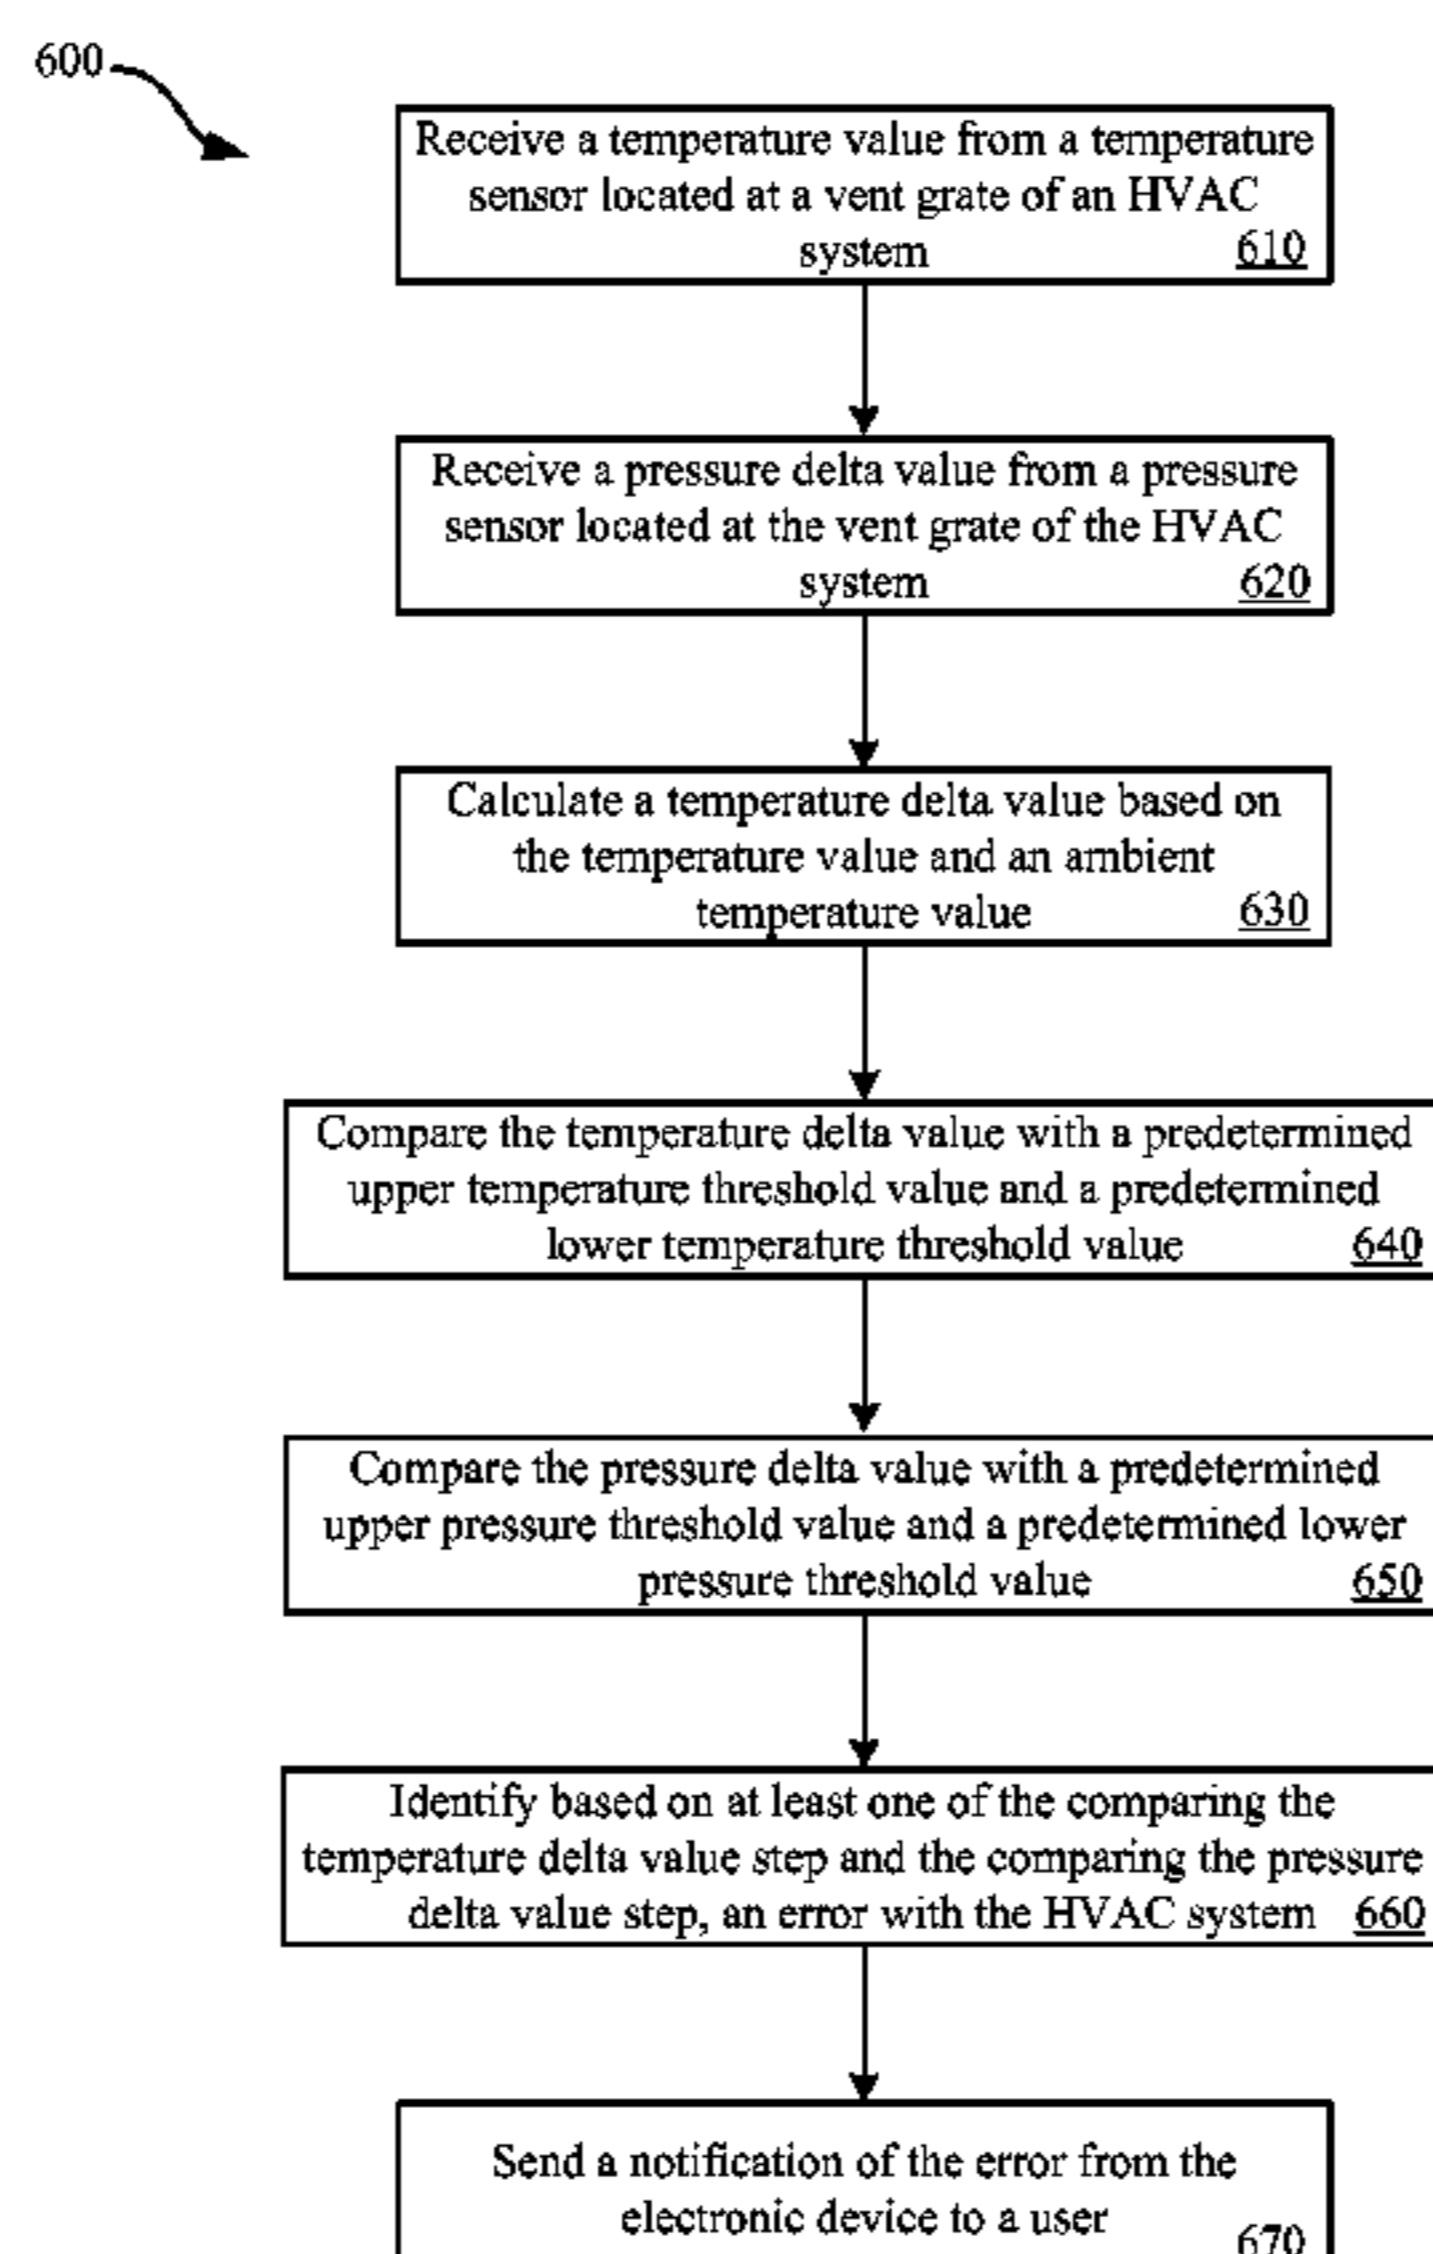 600
Receive a temperature value from a temperature
sensor located at a vent grate of an HVAC
system 610
Receive a pressure delta value from a pressure
sensor located at the vent grate of the HVAC
system 620
Calculate a temperature delta value based on
the temperature value and an ambient
temperature value 630
Compare the temperature delta value with a predetermined
upper temperature threshold value and a predetermined
lower temperature threshold value 640
Compare the pressure delta value with a predetermined
upper pressure threshold value and a predetermined lower
pressure threshold value 650
Identify based on at least one of the comparing the
temperature delta value step and the comparing the pressure
delta value step, an error with the HVAC system 660
Send a notification of the error from the
electronic device to a user
670